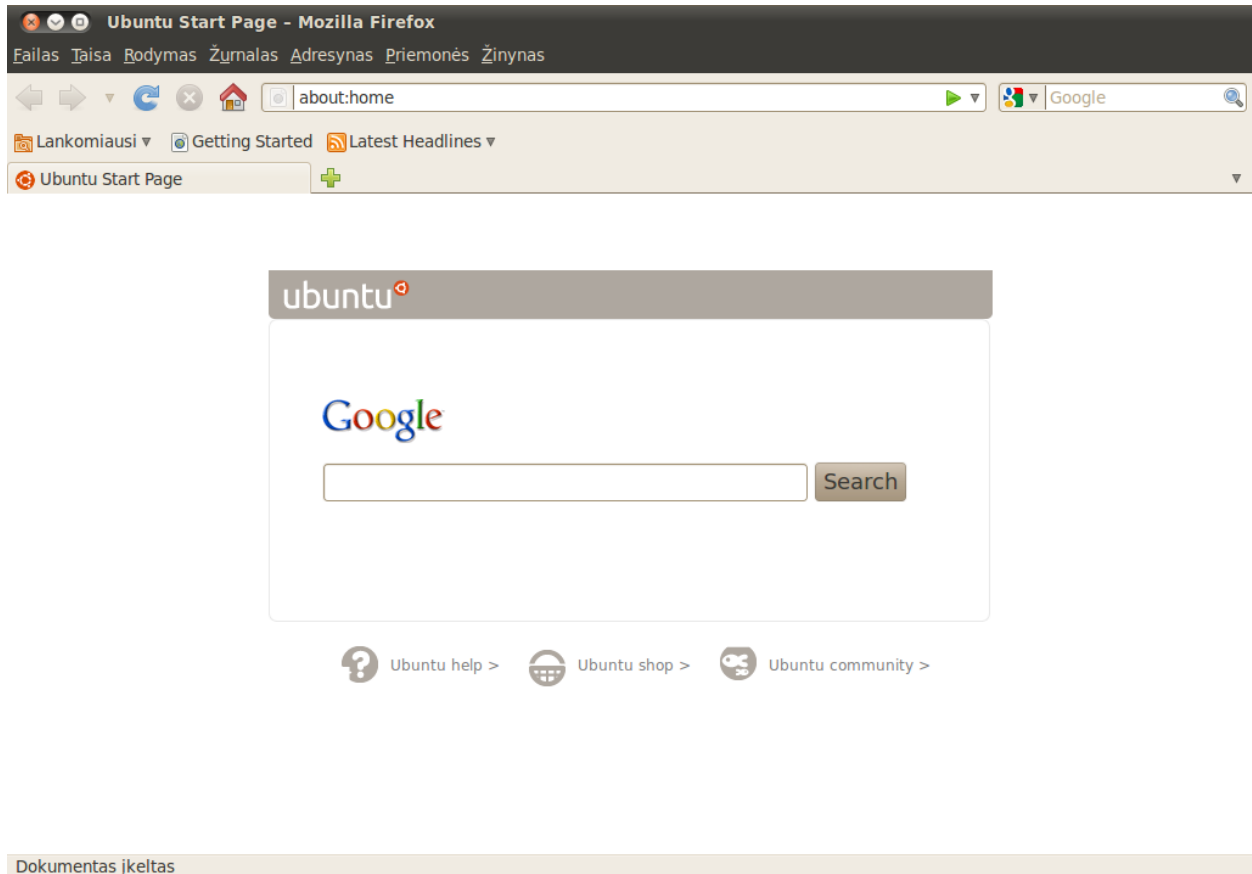 Ubuntu Start Page – Mozilla Firefox
Failas Taisa Rodymas Žurnalas Adresynas Priemonės Žinynas
about:home Google
Lankomiausi Getting Started Latest Headlines
Ubuntu Start Page
ubuntu
Google
Search
Ubuntu help > Ubuntu shop > Ubuntu community >
Dokumentas įkeltas